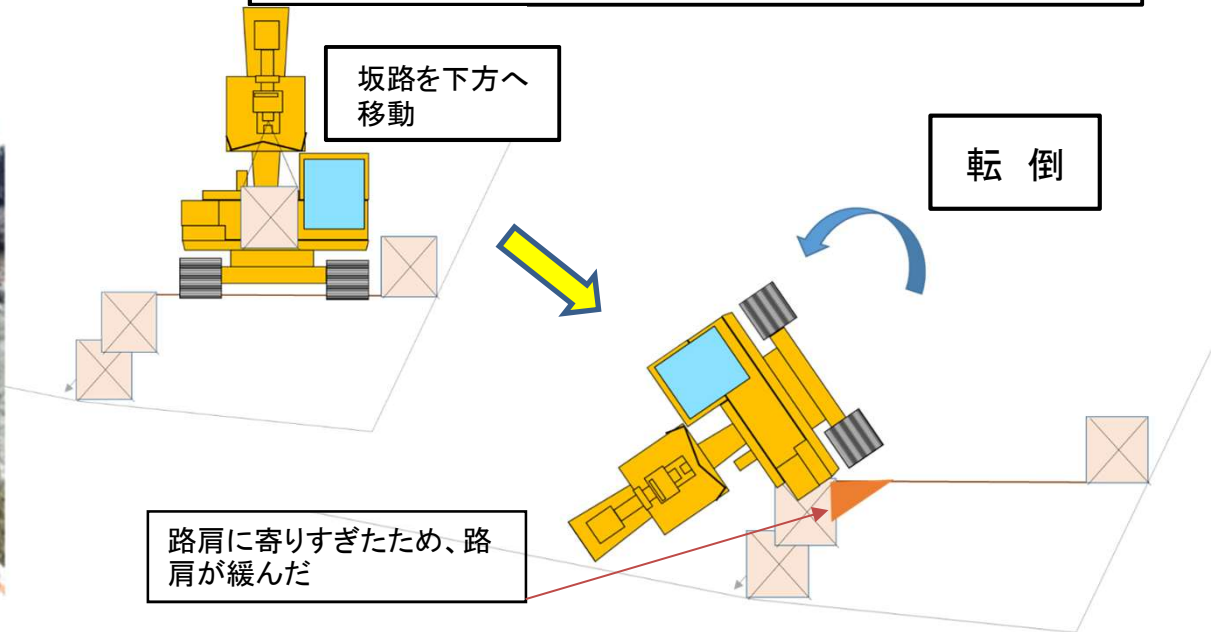 坂路を下方へ
移動
転 倒
路肩に寄りすぎたため、路
肩が緩んだ